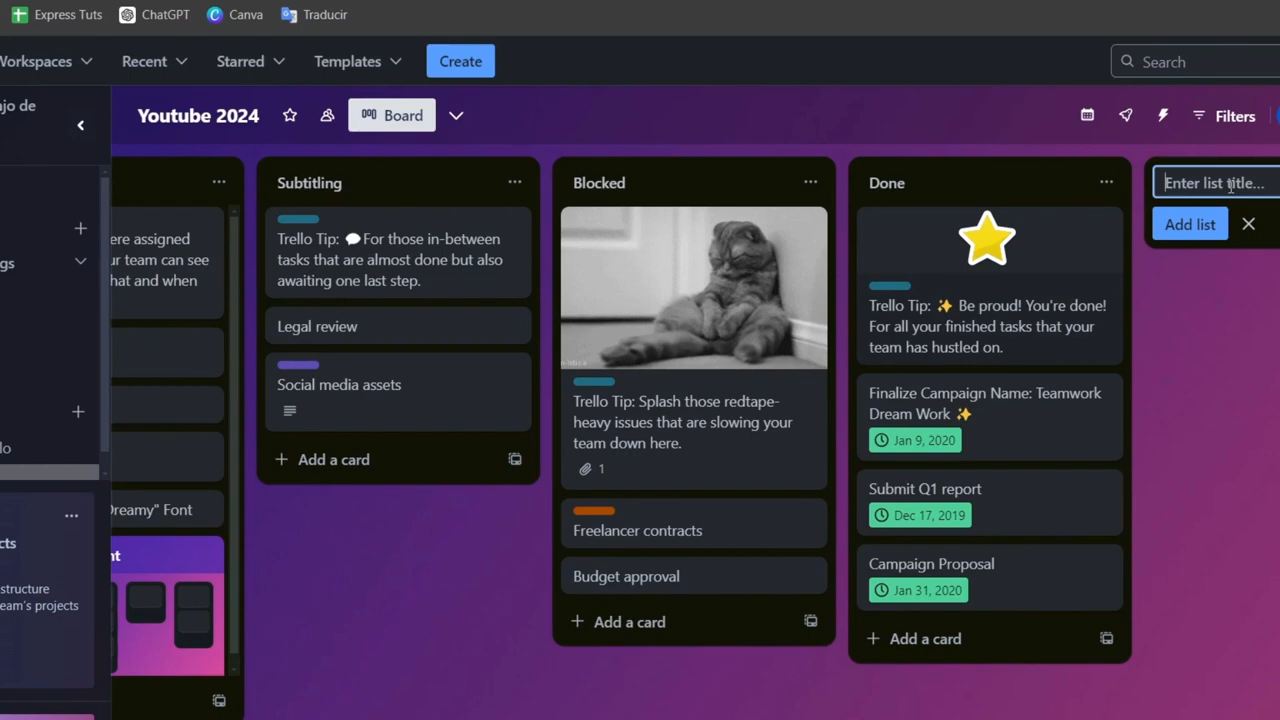 Express Tuts
ChatGPT
Canva
Traducir
Workspaces
Recent
Starred
Templates
Create
Search
ajo de
Youtube 2024
Board
Filters
ere assigned
ur team can see
hat and when
Dreamy" Font
nt
gs
lo
cts
structure
eam's projects
Subtitling
Trello Tip: 💬For those in-between
tasks that are almost done but also
awaiting one last step.
Legal review
Social media assets
+ Add a card
Blocked
Trello Tip: Splash those redtape-
heavy issues that are slowing your
team down here.
1
Freelancer contracts
Budget approval
+ Add a card
Done
Trello Tip: ✨ Be proud! You're done!
For all your finished tasks that your
team has hustled on.
Finalize Campaign Name: Teamwork
Dream Work ✨
Jan 9, 2020
Submit Q1 report
Dec 17, 2019
Campaign Proposal
Jan 31, 2020
+ Add a card
Enter list title...
Add list